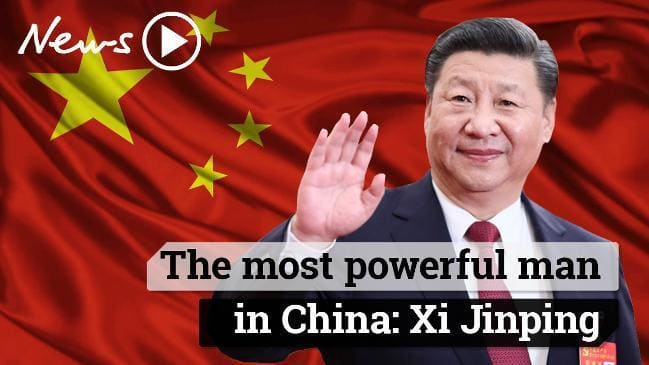 News
The most powerful man
in China: Xi Jinping